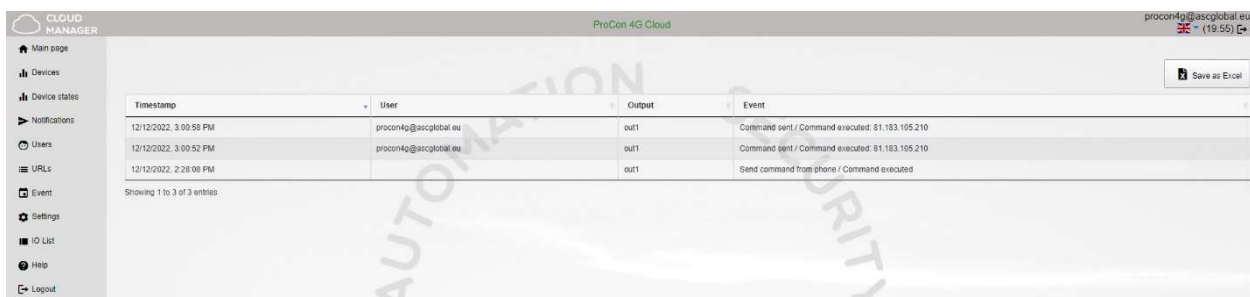 CLOUD
MANAGER
ProCon 4G Cloud
procon4g@ascglobal.eu
(19:55)
Main page
Devices
Device states
Notifications
Users
URLs
Event
Settings
IO List
Help
Logout
Save as Excel
Timestamp User Output Event
12/12/2022, 3:00:58 PM procon4g@ascglobal.eu out1 Command sent / Command executed: 81.183.105.210
12/12/2022, 3:00:52 PM procon4g@ascglobal.eu out1 Command sent / Command executed: 81.183.105.210
12/12/2022, 2:28:08 PM out1 Send command from phone / Command executed
Showing 1 to 3 of 3 entries
AUTOMATION SECURITY